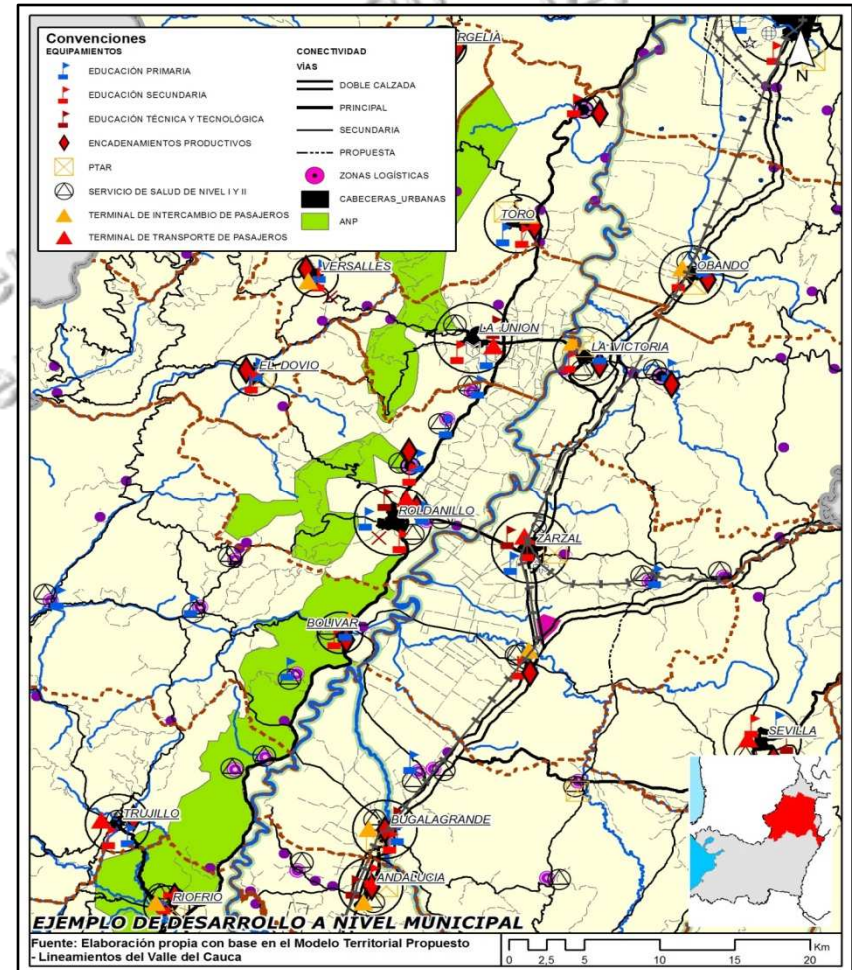 Convenciones
EQUIPAMIENTOS
EDUCACIÓN PRIMARIA
EDUCACIÓN SECUNDARIA
EDUCACIÓN TÉCNICA Y TECNOLÓGICA
ENCADENAMIENTOS PRODUCTIVOS
PTAR
SERVICIO DE SALUD DE NIVEL I Y II
TERMINAL DE INTERCAMBIO DE PASAJEROS
TERMINAL DE TRANSPORTE DE PASAJEROS
CONECTIVIDAD
VÍAS
DOBLE CALZADA
PRINCIPAL
SECUNDARIA
PROPUESTA
ZONAS LOGÍSTICAS
CABECERAS_URBANAS
ANP
N
TORO
VERSALLES
OBANDO
LA UNION
LA VICTORIA
EL DOVIO
ROLDANILLO
ZARZAL
BOLIVAR
SEVILLA
TRUJILLO
BUGALAGRANDE
ANDALUCIA
RIOFRIO
EJEMPLO DE DESARROLLO A NIVEL MUNICIPAL
Fuente: Elaboración propia con base en el Modelo Territorial Propuesto
- Lineamientos del Valle del Cauca
0 2,5 5 10 15 20 Km